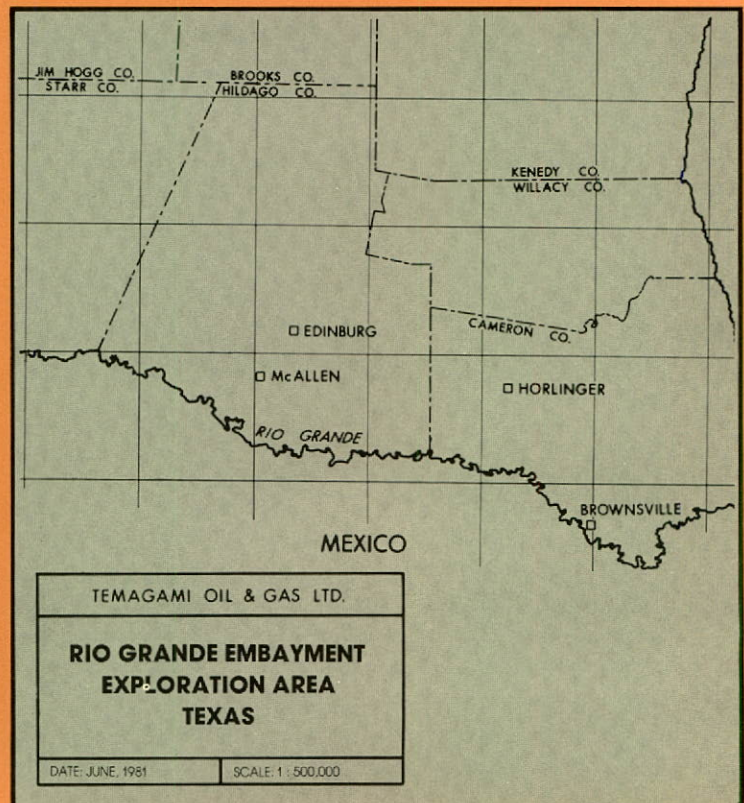 JIM HOGG CO.
STARR CO.
BROOKS CO.
HILDAGO CO.
KENEDY CO.
WILLACY CO.
CAMERON CO.
EDINBURG
McALLEN
HORLINGER
RIO GRANDE
BROWNSVILLE
MEXICO
TEMAGAMI OIL & GAS LTD.
RIO GRANDE EMBAYMENT
EXPLORATION AREA
TEXAS
DATE: JUNE, 1981
SCALE: 1 : 500,000